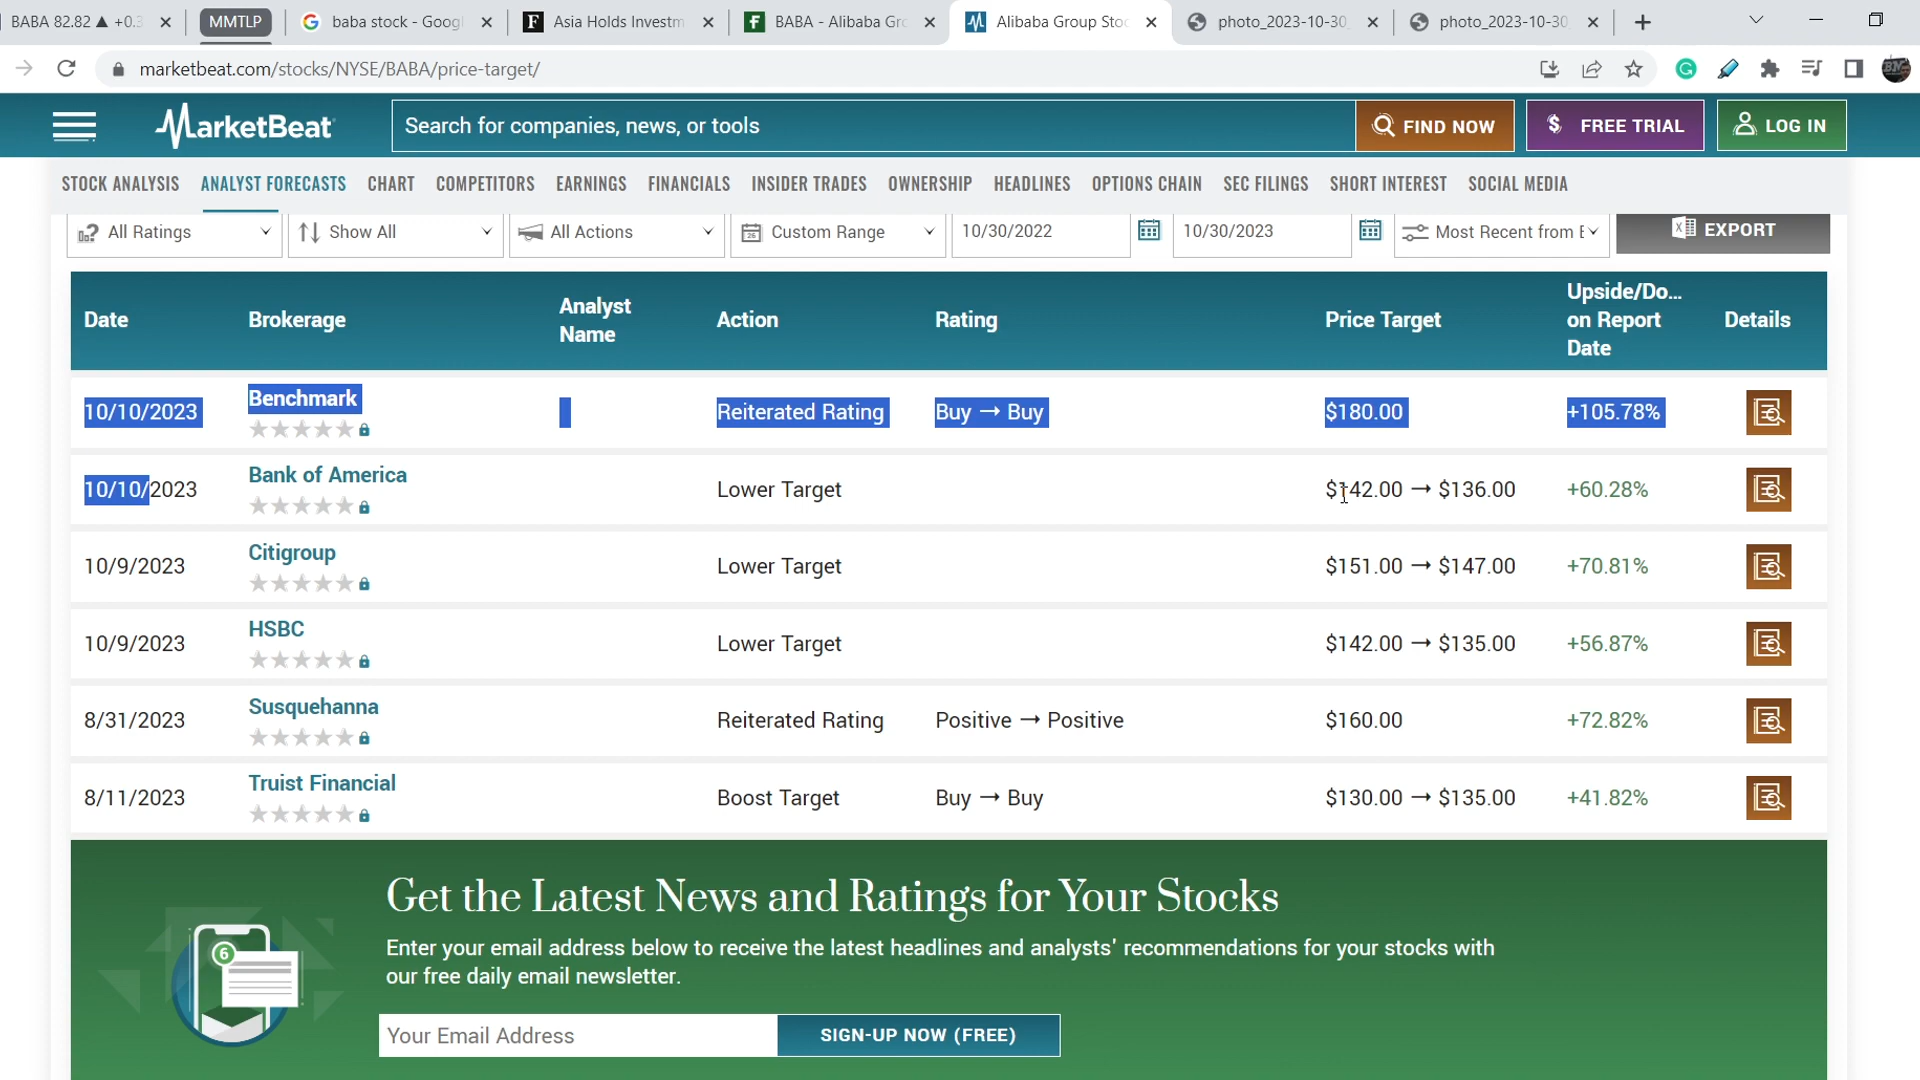 BABA 82.82 ▲ +0.3
MMTLP
baba stock - Googl
Asia Holds Investm
BABA - Alibaba Gr
Alibaba Group Sto
photo_2023-10-30
photo_2023-10-30
marketbeat.com/stocks/NYSE/BABA/price-target/
MarketBeat
Search for companies, news, or tools
FIND NOW
$ FREE TRIAL
LOG IN
STOCK ANALYSIS ANALYST FORECASTS CHART COMPETITORS EARNINGS FINANCIALS INSIDER TRADES OWNERSHIP HEADLINES OPTIONS CHAIN SEC FILINGS SHORT INTEREST SOCIAL MEDIA
All Ratings Show All All Actions Custom Range 10/30/2022 10/30/2023 Most Recent from EXPORT
Date Brokerage Analyst Name Action Rating Price Target Upside/Do... on Report Date Details
10/10/2023 Benchmark Reiterated Rating Buy → Buy $180.00 +105.78%
10/10/2023 Bank of America Lower Target $142.00 → $136.00 +60.28%
10/9/2023 Citigroup Lower Target $151.00 → $147.00 +70.81%
10/9/2023 HSBC Lower Target $142.00 → $135.00 +56.87%
8/31/2023 Susquehanna Reiterated Rating Positive → Positive $160.00 +72.82%
8/11/2023 Truist Financial Boost Target Buy → Buy $130.00 → $135.00 +41.82%
Get the Latest News and Ratings for Your Stocks
Enter your email address below to receive the latest headlines and analysts' recommendations for your stocks with
our free daily email newsletter.
6
Your Email Address
SIGN-UP NOW (FREE)